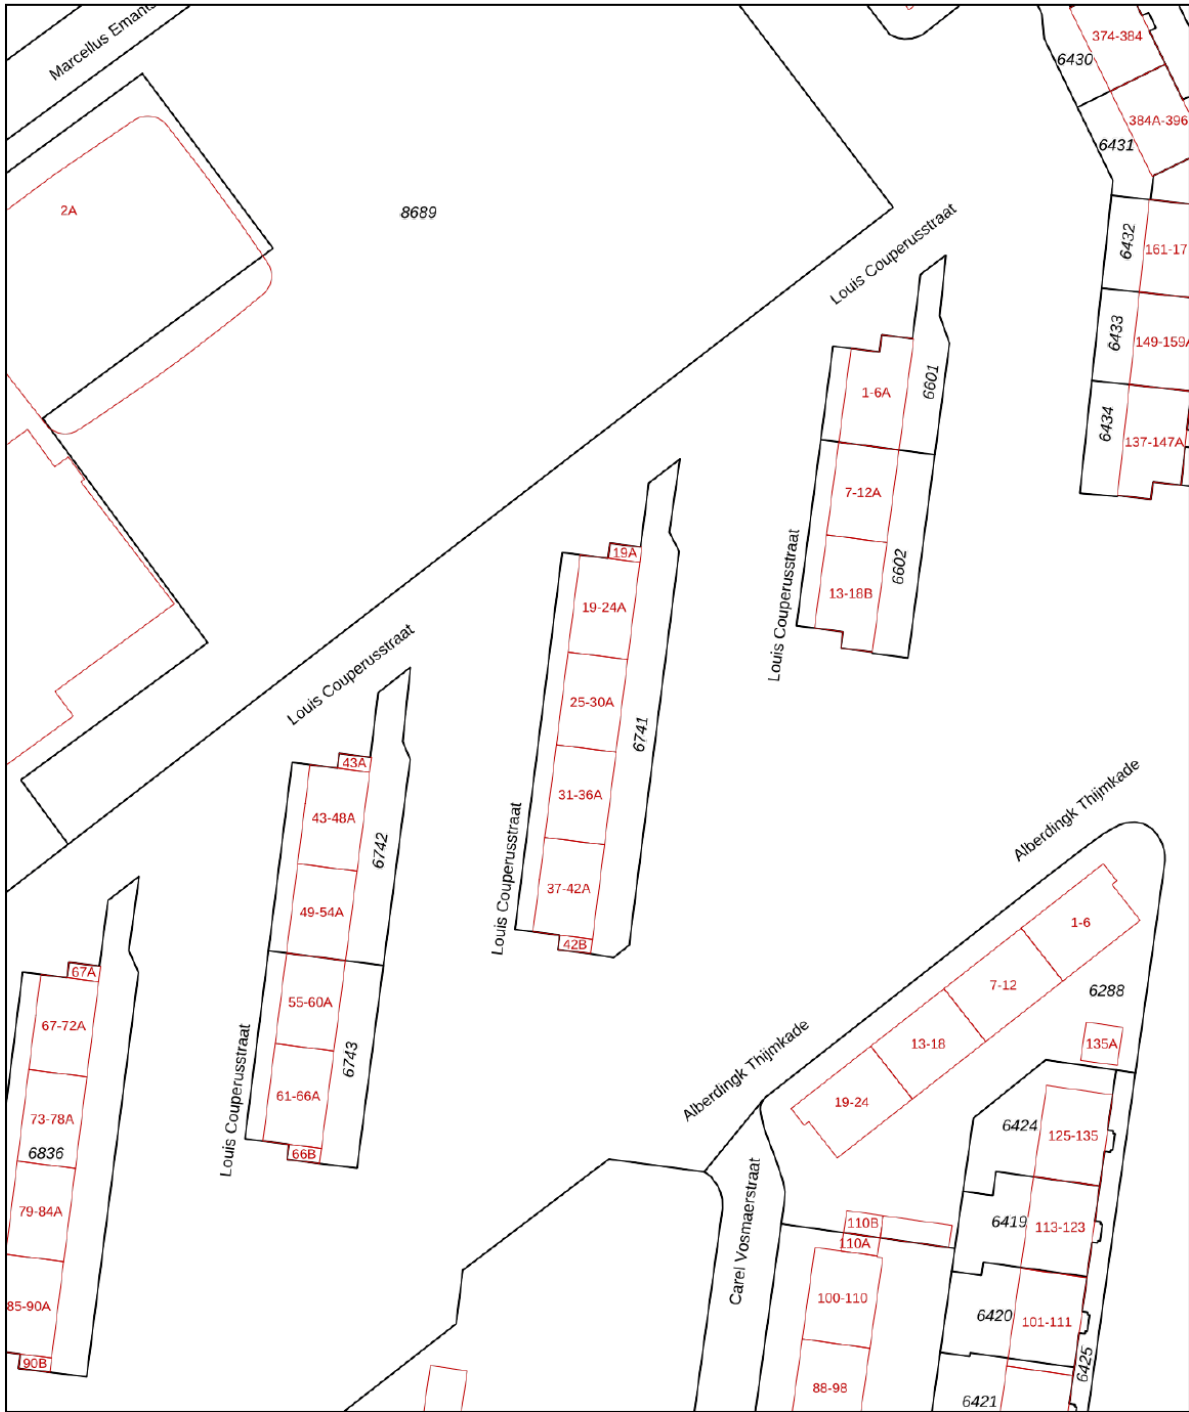 Marcellus Emants
374-384
6430
384A-396
6431
2A
8689
Louis Couperusstraat
6432
161-17
6433
149-159A
1-6A
6601
6434
137-147A
7-12A
Louis Couperusstraat
6602
13-18B
19A
19-24A
25-30A
6741
31-36A
Louis Couperusstraat
37-42A
42B
Louis Couperusstraat
43A
43-48A
6742
49-54A
55-60A
6743
Louis Couperusstraat
61-66A
66B
67A
67-72A
73-78A
6836
79-84A
85-90A
90B
Alberdingk Thijmkade
1-6
7-12
6288
13-18
135A
19-24
Alberdingk Thijmkade
6424
125-135
Carel Vosmaerstraat
110B
110A
6419
113-123
100-110
6420
101-111
6425
88-98
6421